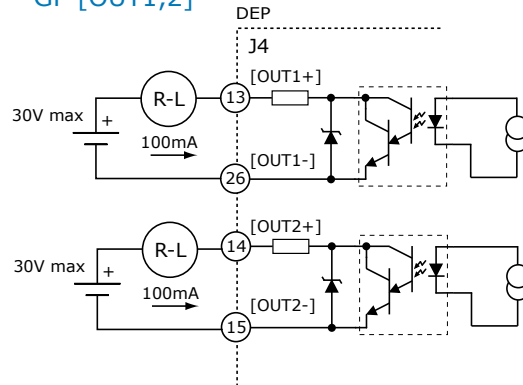 GP [OUT1,2]
DEP
J4
[OUT1+]
R-L
13
30V max
+
100mA
[OUT1-]
26
[OUT2+]
R-L
14
30V max
+
100mA
[OUT2-]
15